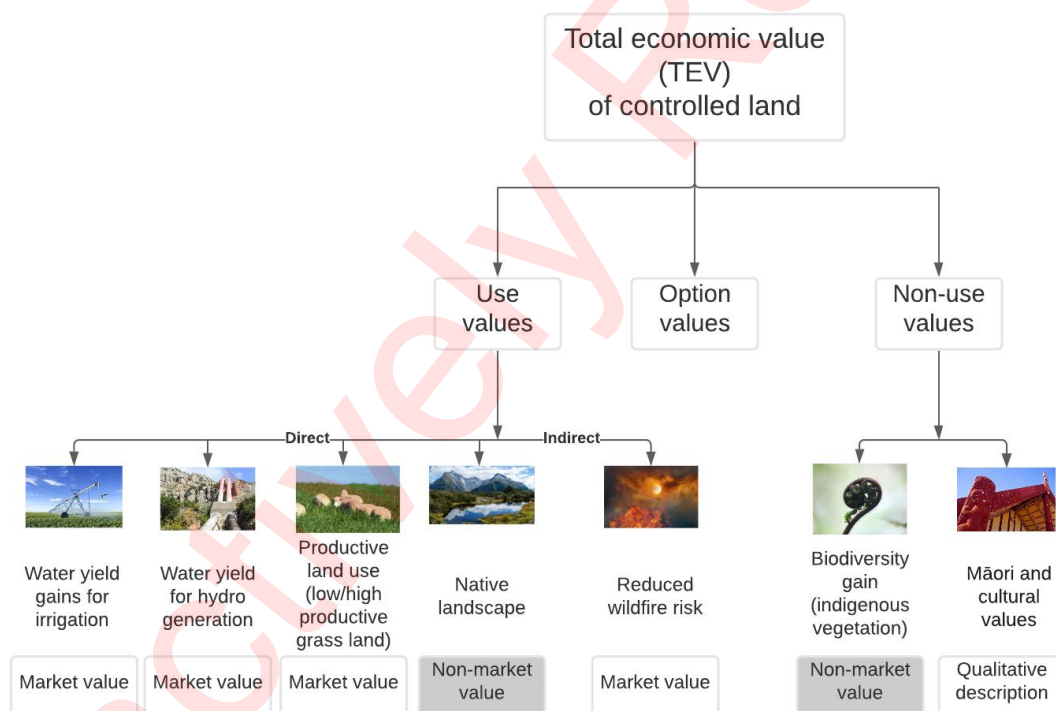 Total economic value
(TEV)
of controlled land
Use
values
Option
values
Non-use
values
Direct
Indirect
Water yield
gains for
irrigation
Water yield
for hydro
generation
Productive
land use
(low/high
productive
grass land)
Native
landscape
Reduced
wildfire risk
Biodiversity
gain
(indigenous
vegetation)
Māori and
cultural
values
Market value
Market value
Market value
Non-market
value
Market value
Non-market
value
Qualitative
description
ctively R